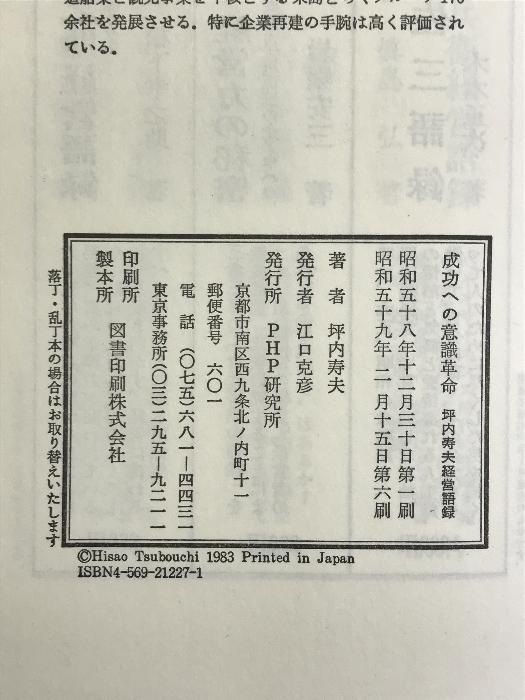 余社を発展させる。特に企業再建の手腕は高く評価され
ている。
成功への意識革命 坪内寿夫経営語録
昭和五十八年十二月三十日第一刷
昭和五十九年 二月十五日第六刷
著 者 坪内寿夫
発行者 江口克彦
発行所 PHP研究所
京都市南区西九条北ノ内町十一
郵便番号 六〇一
電 話 (〇七五)六八一―四四三一
東京事務所(〇三)二九五―九二一一
印刷所
製本所 図書印刷株式会社
落丁・乱丁本の場合はお取り替えいたします
©Hisao Tsubouchi 1983 Printed in Japan
ISBN4-569-21227-1